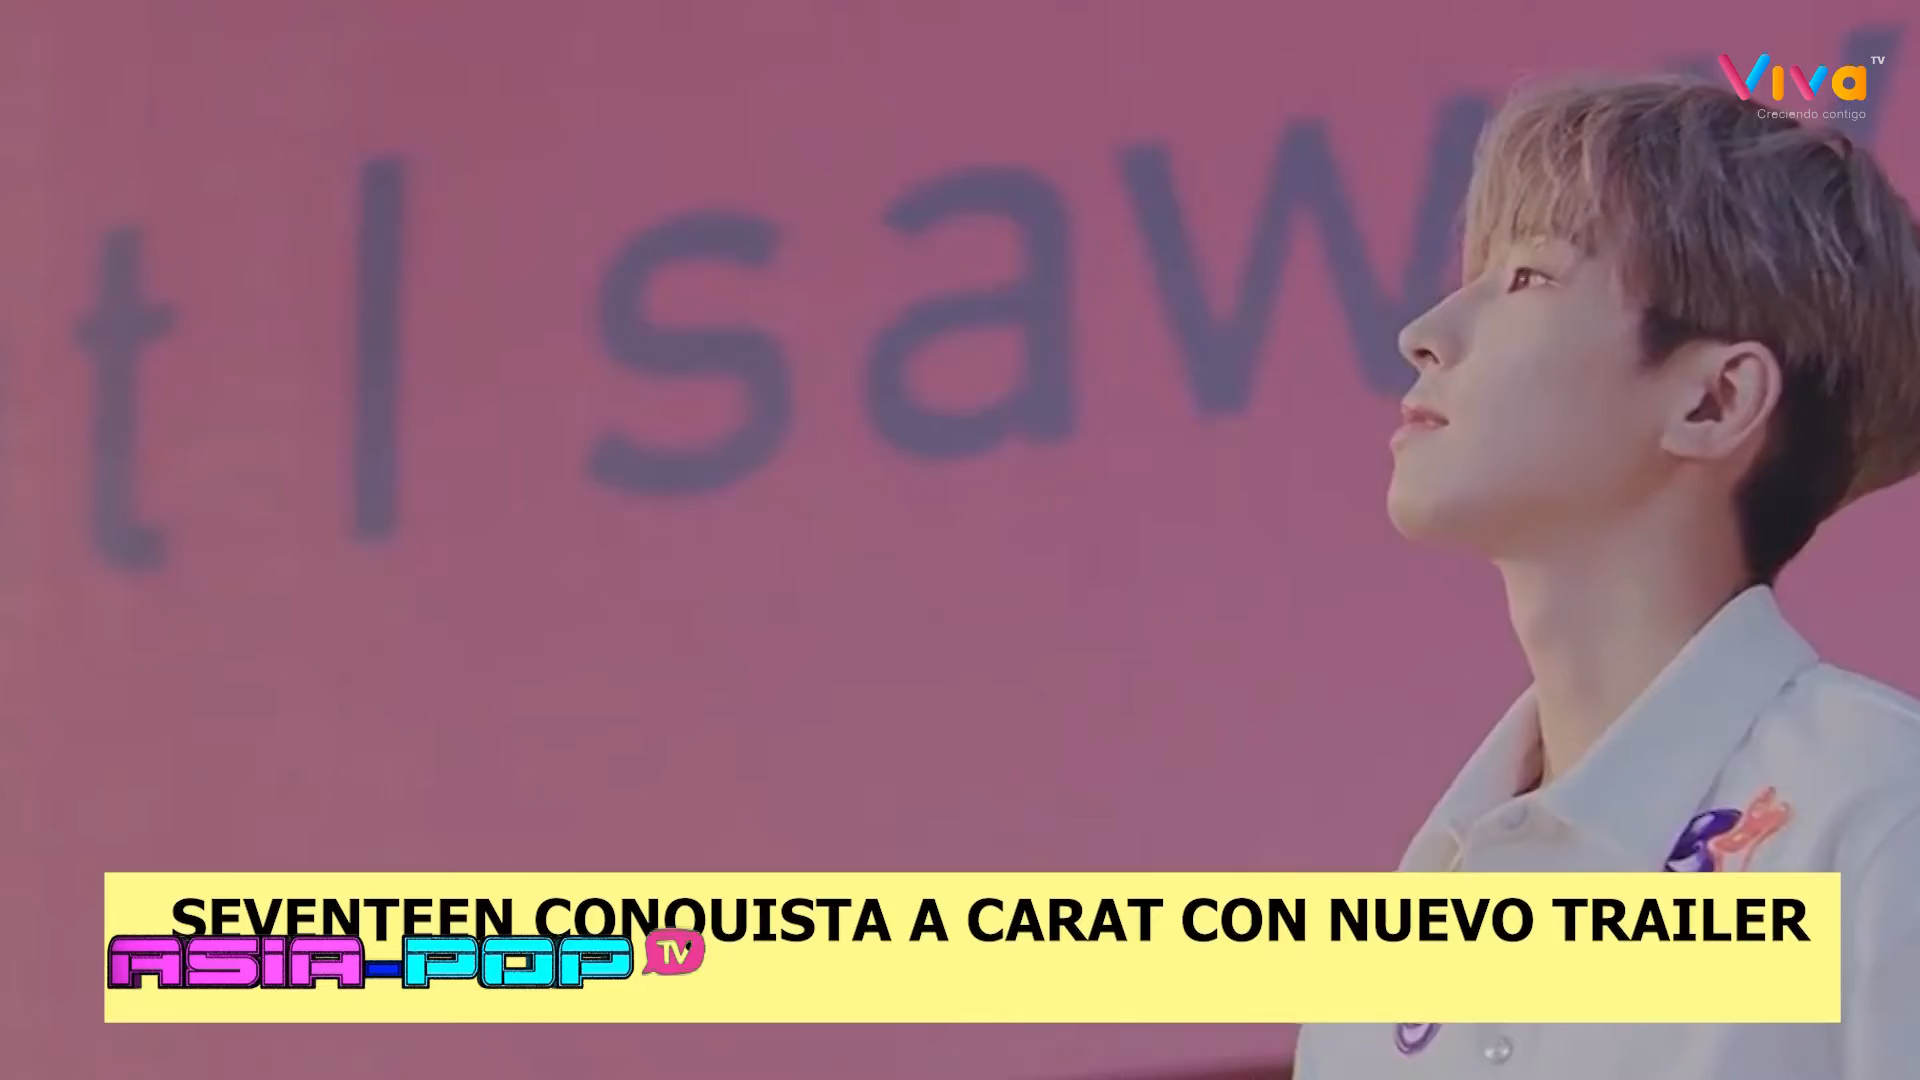 Viva TV
Creciendo contigo
t I saw
SEVENTEEN CONQUISTA A CARAT CON NUEVO TRAILER
ASIA-POP TV